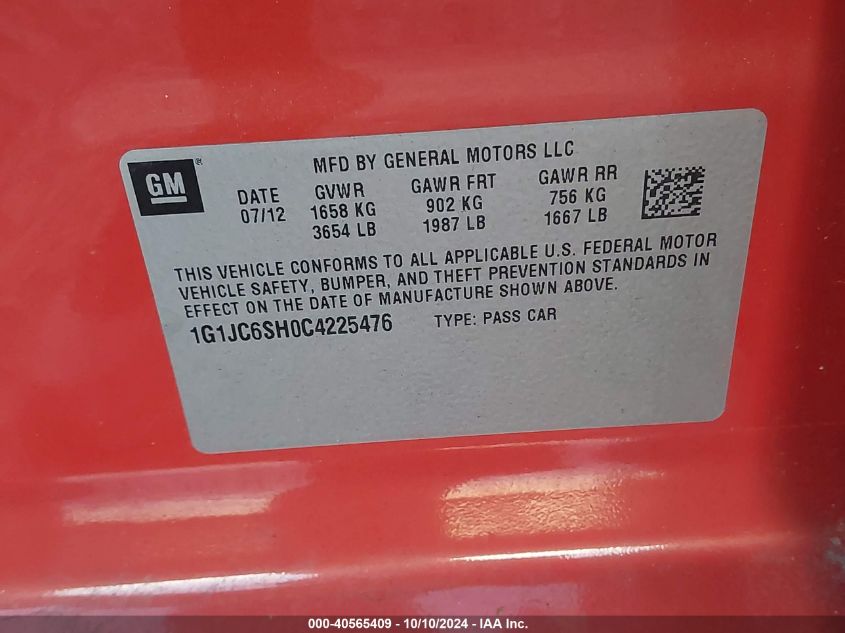 GM ®
MFD BY GENERAL MOTORS LLC
DATE GVWR GAWR FRT GAWR RR
07/12 1658 KG 902 KG 756 KG
3654 LB 1987 LB 1667 LB
THIS VEHICLE CONFORMS TO ALL APPLICABLE U.S. FEDERAL MOTOR
VEHICLE SAFETY, BUMPER, AND THEFT PREVENTION STANDARDS IN
EFFECT ON THE DATE OF MANUFACTURE SHOWN ABOVE.
1G1JC6SH0C4225476 TYPE: PASS CAR
000-40565409 - 10/10/2024 - IAA Inc.